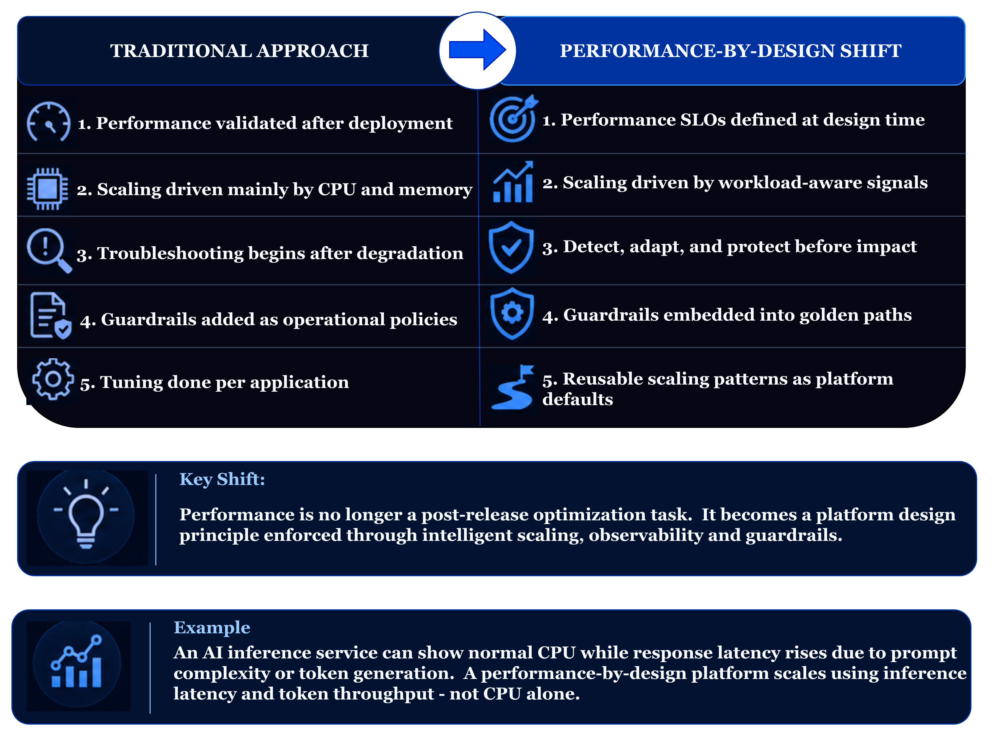 TRADITIONAL APPROACH
PERFORMANCE-BY-DESIGN SHIFT
1. Performance validated after deployment
1. Performance SLOs defined at design time
2. Scaling driven mainly by CPU and memory
2. Scaling driven by workload-aware signals
3. Troubleshooting begins after degradation
3. Detect, adapt, and protect before impact
4. Guardrails added as operational policies
4. Guardrails embedded into golden paths
5. Tuning done per application
5. Reusable scaling patterns as platform
defaults
Key Shift:
Performance is no longer a post-release optimization task.  It becomes a platform design
principle enforced through intelligent scaling, observability and guardrails.
Example
An AI inference service can show normal CPU while response latency rises due to prompt
complexity or token generation.  A performance-by-design platform scales using inference
latency and token throughput - not CPU alone.